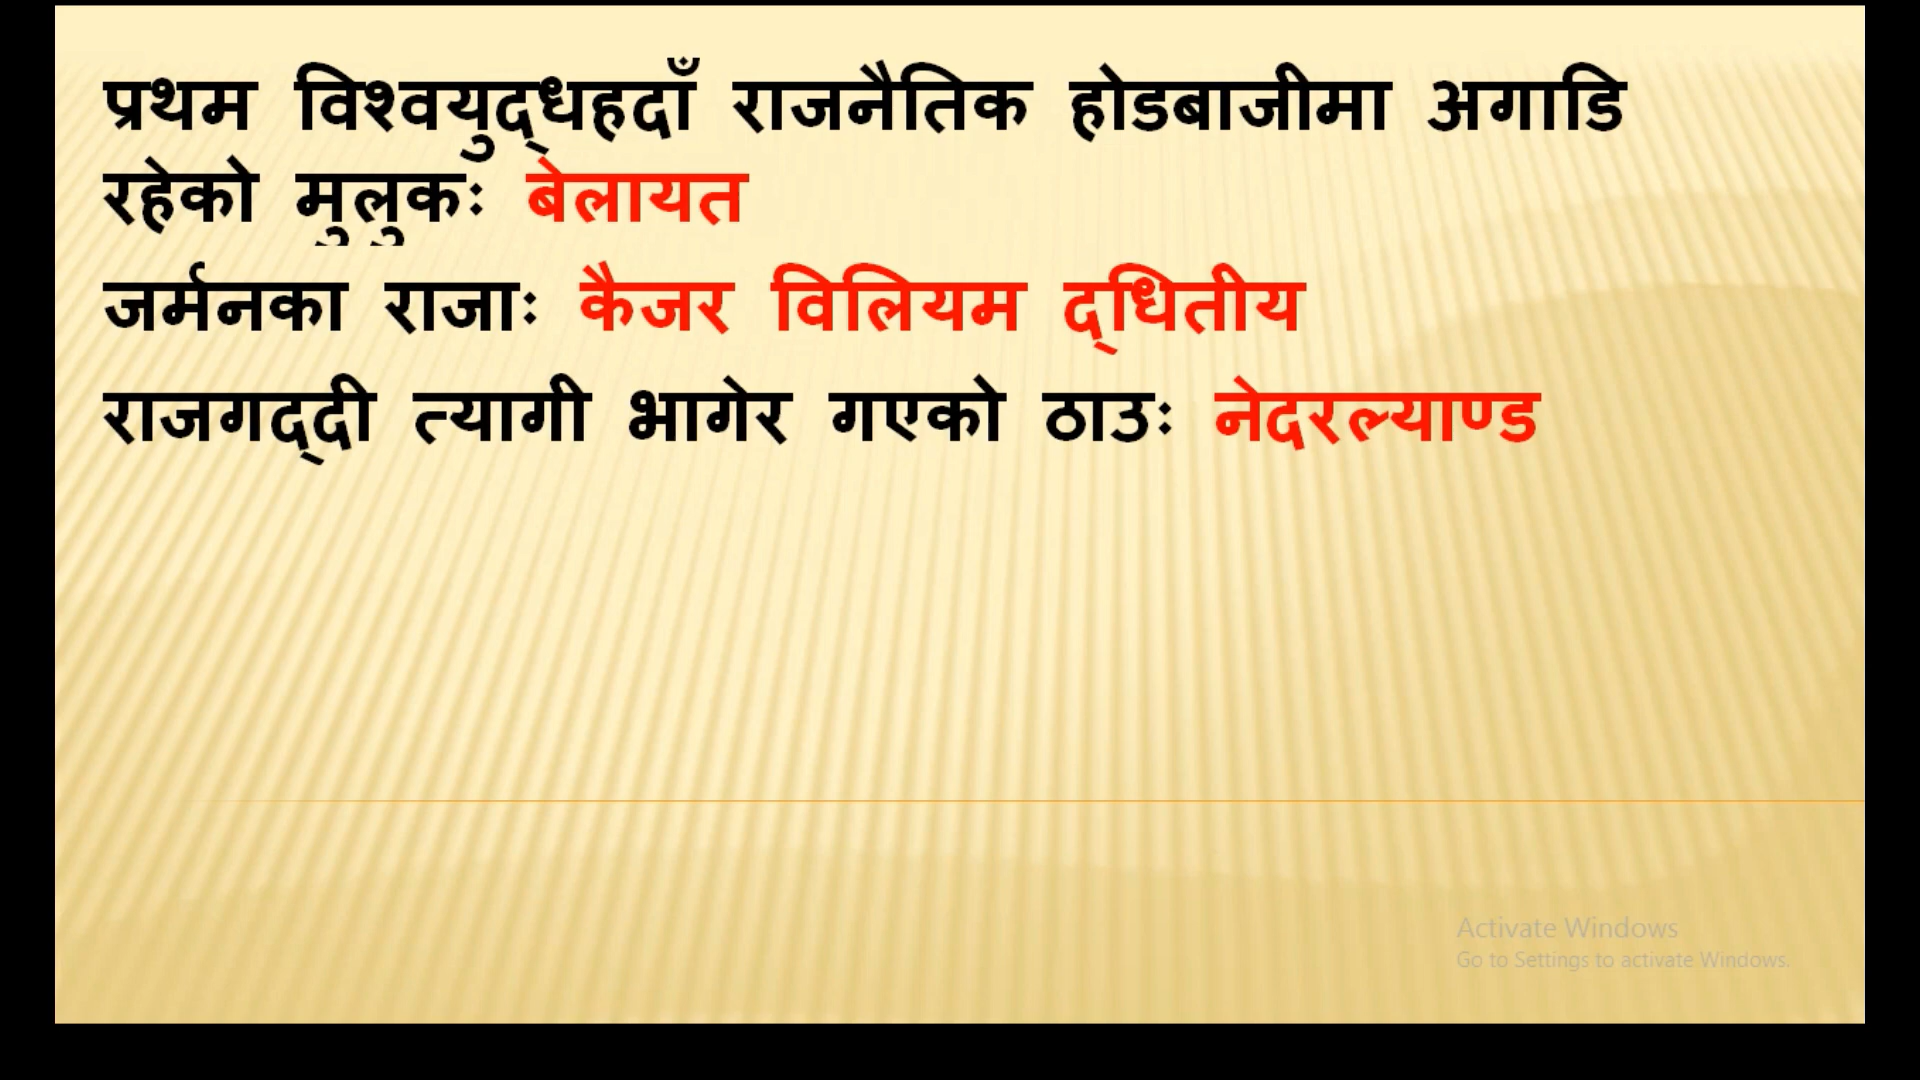 प्रथम विश्वयुद्धहदाँ राजनैतिक होडबाजीमा अगाडि
रहेको मुलुकः बेलायत
जर्मनका राजाः कैजर विलियम द्धितीय
राजगद्दी त्यागी भागेर गएको ठाउः नेदरल्याण्ड
Activate Windows
Go to Settings to activate Windows.